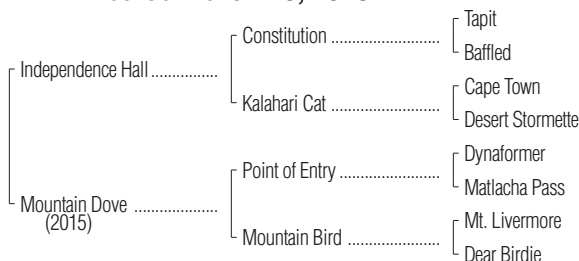 Tapit
Constitution
Baffled
Independence Hall
Cape Town
Kalahari Cat
Desert Stormette
Dynaformer
Point of Entry
Matlacha Pass
Mountain Dove
(2015)
Mt. Livermore
Mountain Bird
Dear Birdie